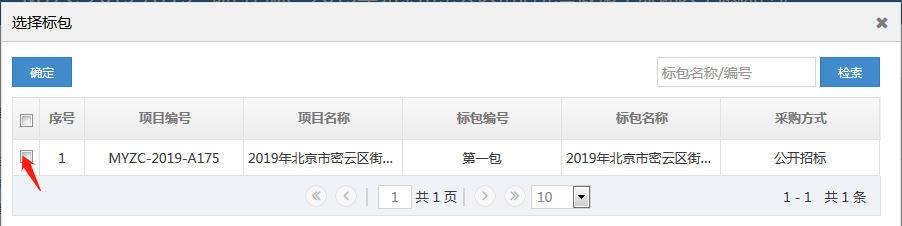 选择标包
确定 标包名称/编号 检索
序号 项目编号 项目名称 标包编号 标包名称 采购方式
1 MYZC-2019-A175 2019年北京市密云区街... 第一包 2019年北京市密云区街... 公开招标
1 共 1 页 10 1 - 1 共 1 条